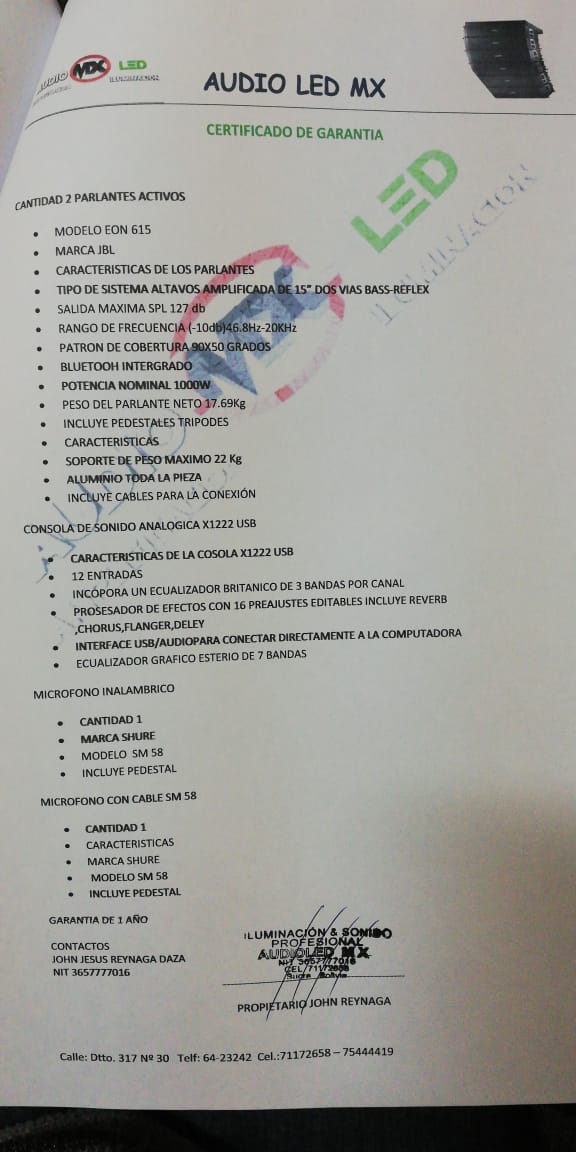 AUDIO MX LED
ILUMINACION
AUDIO LED MX
CERTIFICADO DE GARANTIA
CANTIDAD 2 PARLANTES ACTIVOS
• MODELO EON 615
• MARCA JBL
• CARACTERISTICAS DE LOS PARLANTES
• TIPO DE SISTEMA ALTAVOS AMPLIFICADA DE 15" DOS VIAS BASS-REFLEX
• SALIDA MAXIMA SPL 127 db
• RANGO DE FRECUENCIA (-10db)46.8Hz-20KHz
• PATRON DE COBERTURA 90X50 GRADOS
• BLUETOOH INTERGRADO
• POTENCIA NOMINAL 1000W
• PESO DEL PARLANTE NETO 17.69Kg
• INCLUYE PEDESTALES TRIPODES
• CARACTERISTICAS
• SOPORTE DE PESO MAXIMO 22 Kg
• ALUMINIO TODA LA PIEZA
• INCLUYE CABLES PARA LA CONEXIÓN
CONSOLA DE SONIDO ANALOGICA X1222 USB
• CARACTERISTICAS DE LA COSOLA X1222 USB
• 12 ENTRADAS
• INCÓPORA UN ECUALIZADOR BRITANICO DE 3 BANDAS POR CANAL
• PROSESADOR DE EFECTOS CON 16 PREAJUSTES EDITABLES INCLUYE REVERB
,CHORUS,FLANGER,DELEY
• INTERFACE USB/AUDIOPARA CONECTAR DIRECTAMENTE A LA COMPUTADORA
• ECUALIZADOR GRAFICO ESTERIO DE 7 BANDAS
MICROFONO INALAMBRICO
• CANTIDAD 1
• MARCA SHURE
• MODELO SM 58
• INCLUYE PEDESTAL
MICROFONO CON CABLE SM 58
• CANTIDAD 1
• CARACTERISTICAS
• MARCA SHURE
• MODELO SM 58
• INCLUYE PEDESTAL
GARANTIA DE 1 AÑO
CONTACTOS
JOHN JESUS REYNAGA DAZA
NIT 3657777016
ILUMINACIÓN & SONIDO
PROFESIONAL
AUDIOLED MX
NIT 3657777016
CEL 71172658
Sucre Bolivia
PROPIETARIO JOHN REYNAGA
Calle: Dtto. 317 Nº 30 Telf: 64-23242 Cel.:71172658 – 75444419
AUDIO MX LED
ILUMINACION